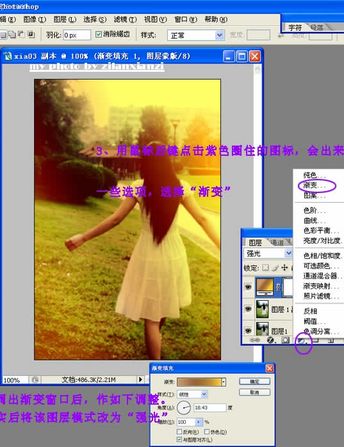 Photoshop
编辑(E) 图像(I) 图层(L) 选择(S) 滤镜(T) 视图(V) 窗口(W) 帮助(H)
羽化: 0 px 消除锯齿 样式: 正常
字符 段落
xia03 副本 @ 100% (渐变填充 1, 图层蒙版/8)
my photo by zhanxianzi
3、用鼠标左键点击紫色圈住的图标，会出来
一些选项，选择“渐变”
纯色...
渐变...
图案...
色阶...
曲线...
色彩平衡...
亮度/对比度...
色相/饱和度...
可选颜色...
通道混合器...
渐变映射...
照片滤镜...
反相
阈值...
色调分离...
图层 通道
强光
锁定:
图层 1
图层1
100% 文档:486.3K/2.21M
渐变填充
渐变: 确定
样式(T): 线性 取消
角度(A): 18.43 度
缩放(S): 100 %
反向(R) 仿色(D)
与图层对齐(L)
调出渐变窗口后，作如下调整。
实后将该图层模式改为“强光”